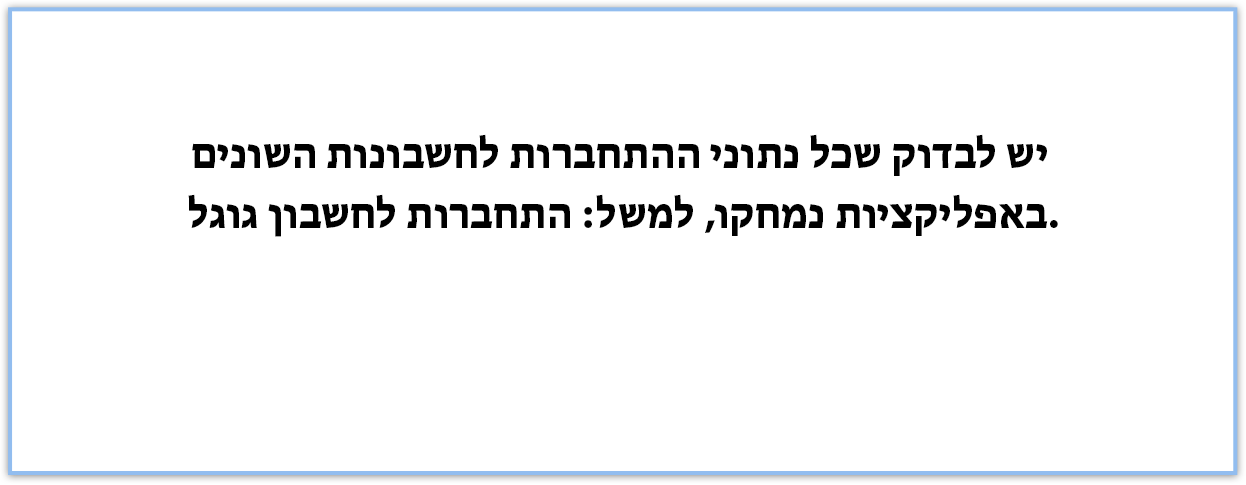 יש לבדוק שכל נתוני ההתחברות לחשבונות השונים
באפליקציות נמחקו, למשל: התחברות לחשבון גוגל.